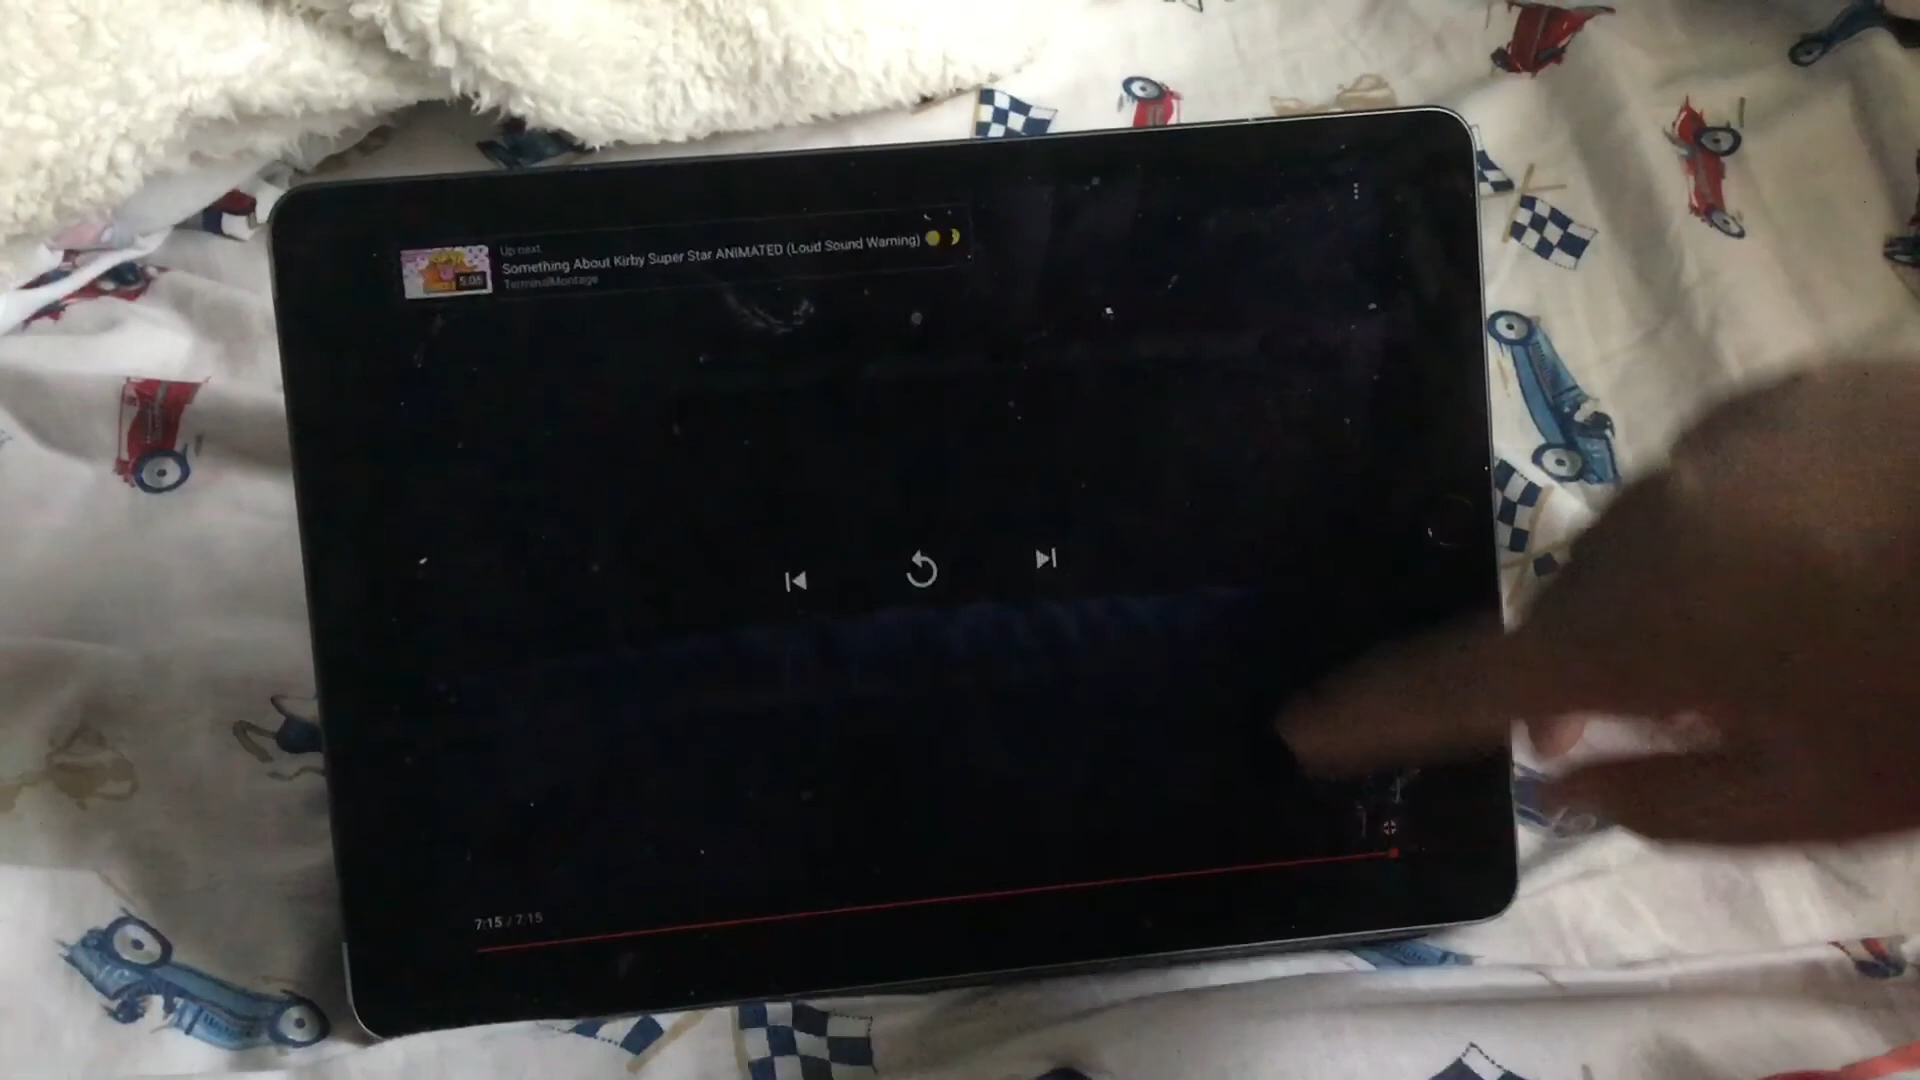 Up next
Something About Kirby Super Star ANIMATED (Loud Sound Warning)
TerminalMontage
5:05
7:15 / 7:15